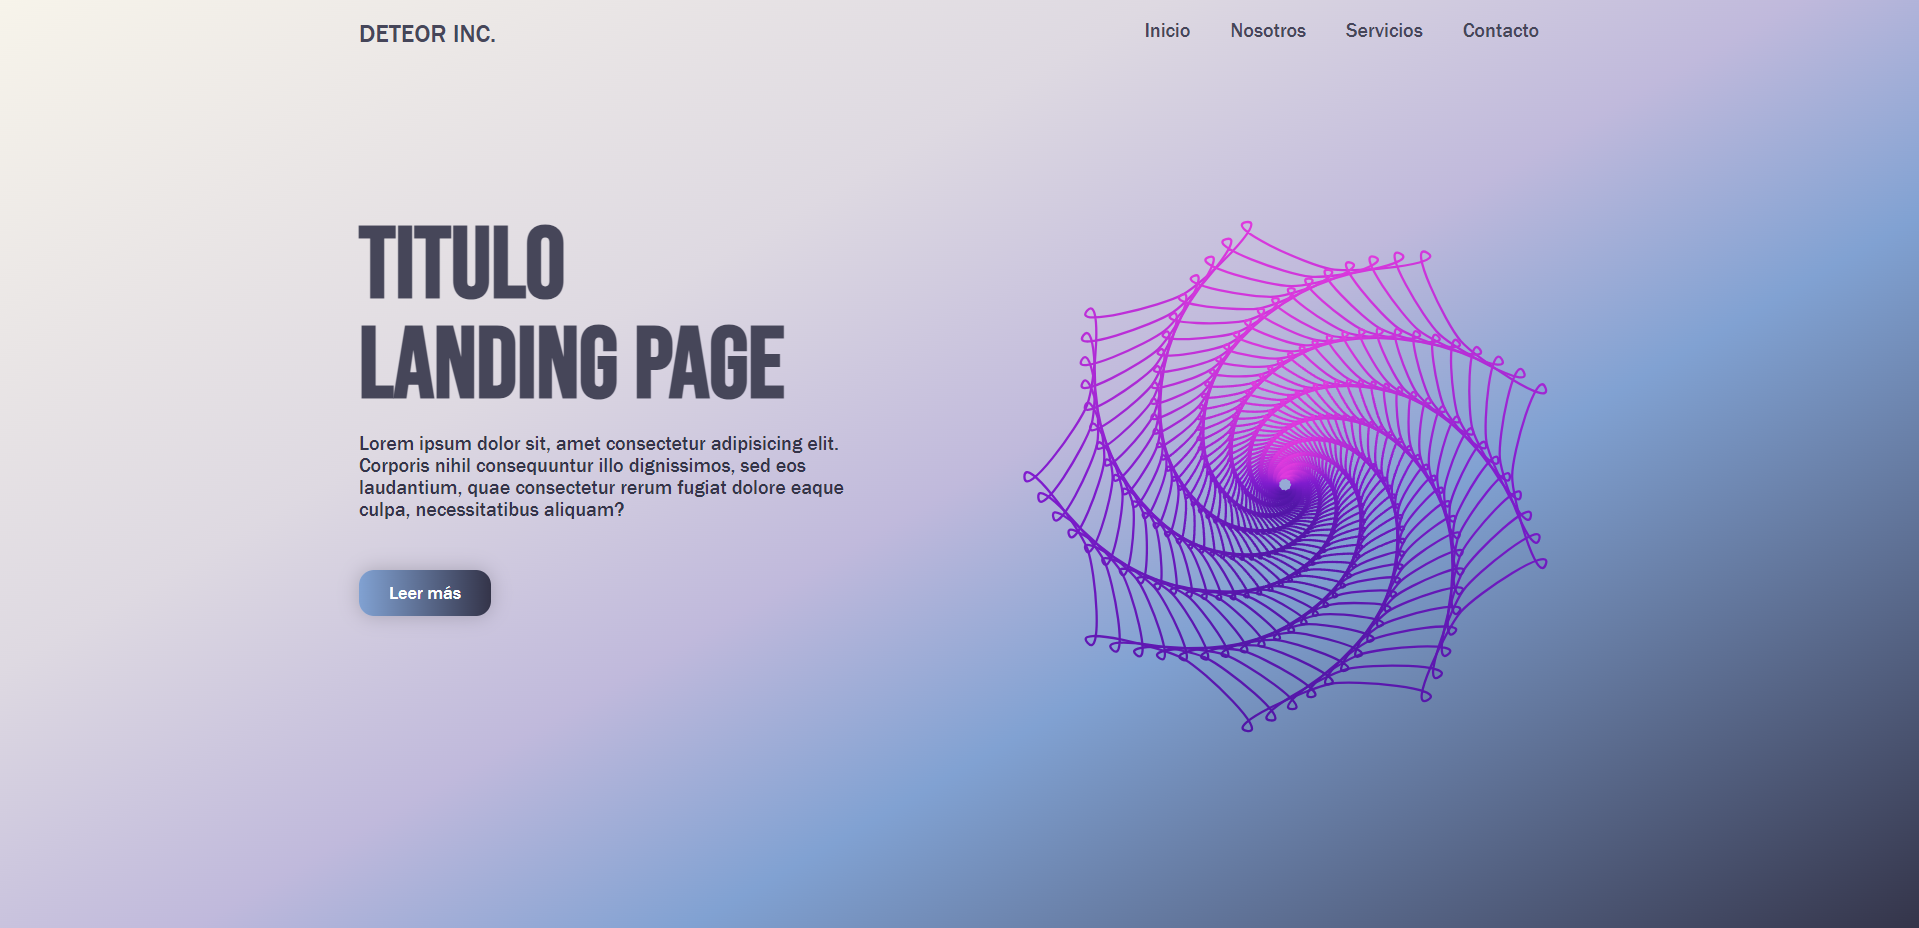 DETEOR INC.
Inicio Nosotros Servicios Contacto
TITULO
LANDING PAGE
Lorem ipsum dolor sit, amet consectetur adipisicing elit.
Corporis nihil consequuntur illo dignissimos, sed eos
laudantium, quae consectetur rerum fugiat dolore eaque
culpa, necessitatibus aliquam?
Leer más